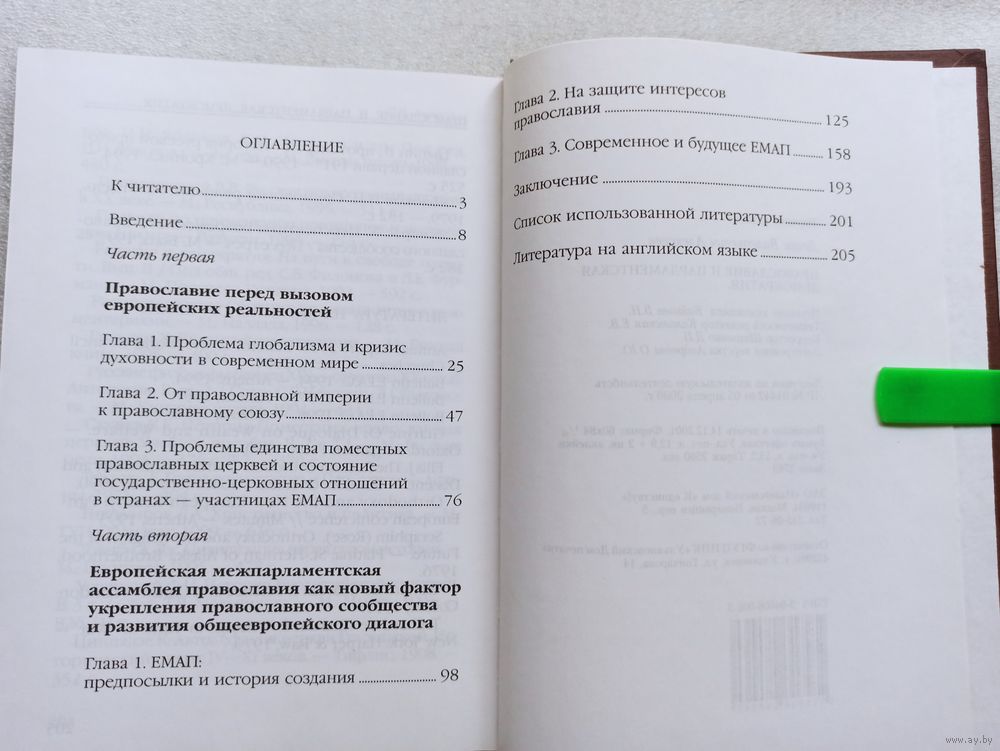 ОГЛАВЛЕНИЕ
К читателю 3
Введение 8
Часть первая
Православие перед вызовом
европейских реальностей
Глава 1. Проблема глобализма и кризис
духовности в современном мире 25
Глава 2. От православной империи
к православному союзу 47
Глава 3. Проблемы единства поместных
православных церквей и состояние
государственно-церковных отношений
в странах — участницах ЕМАП 76
Часть вторая
Европейская межпарламентская
ассамблея православия как новый фактор
укрепления православного сообщества
и развития общеевропейского диалога
Глава 1. ЕМАП:
предпосылки и история создания 98
Глава 2. На защите интересов
православия 125
Глава 3. Современное и будущее ЕМАП 158
Заключение 193
Список использованной литературы 201
Литература на английском языке 205
www.ay.by